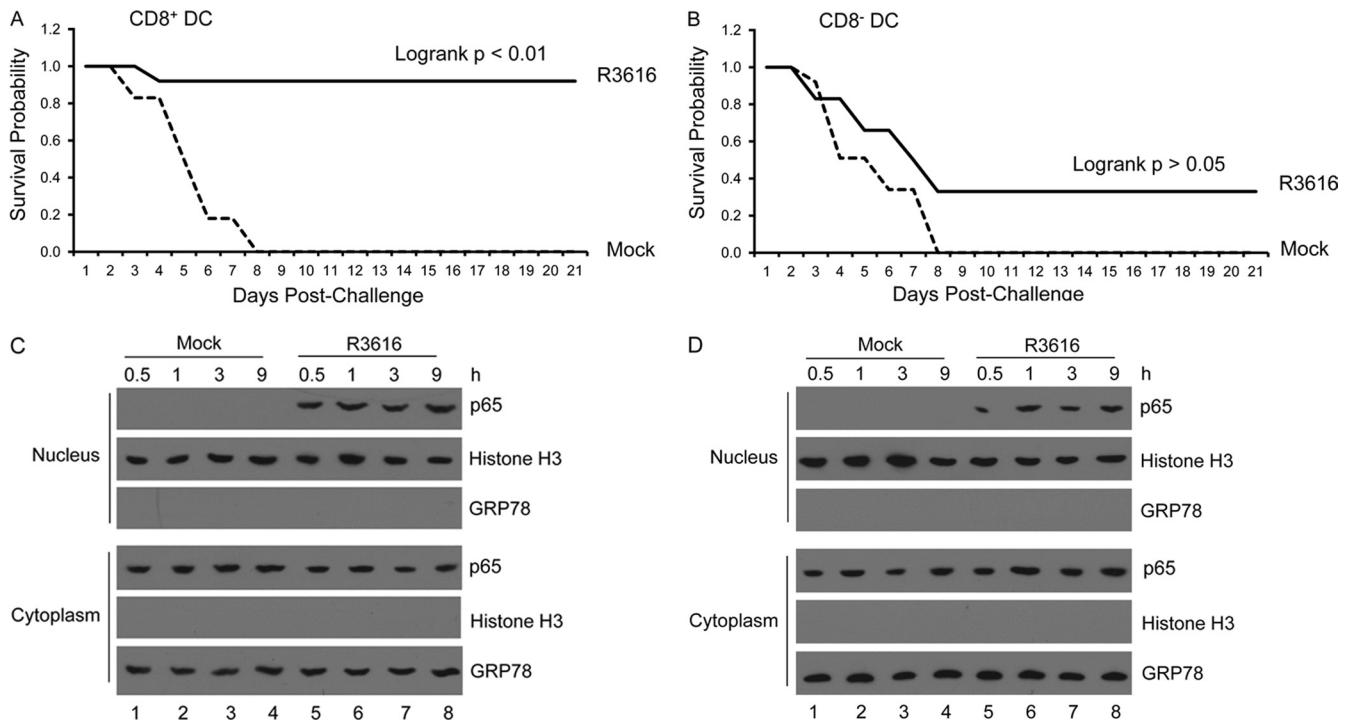 A
CD8+ DC
1.2
1.0
0.8
0.6
0.4
0.2
0.0
Survival Probability
Logrank p < 0.01
R3616
Mock
1 2 3 4 5 6 7 8 9 10 11 12 13 14 15 16 17 18 19 20 21
Days Post-Challenge
B
CD8- DC
1.2
1.0
0.8
0.6
0.4
0.2
0.0
Survival Probability
Logrank p > 0.05
R3616
Mock
1 2 3 4 5 6 7 8 9 10 11 12 13 14 15 16 17 18 19 20 21
Days Post-Challenge
C
Mock R3616
0.5 1 3 9 0.5 1 3 9 h
Nucleus
p65
Histone H3
GRP78
Cytoplasm
p65
Histone H3
GRP78
1 2 3 4 5 6 7 8
D
Mock R3616
0.5 1 3 9 0.5 1 3 9 h
Nucleus
p65
Histone H3
GRP78
Cytoplasm
p65
Histone H3
GRP78
1 2 3 4 5 6 7 8